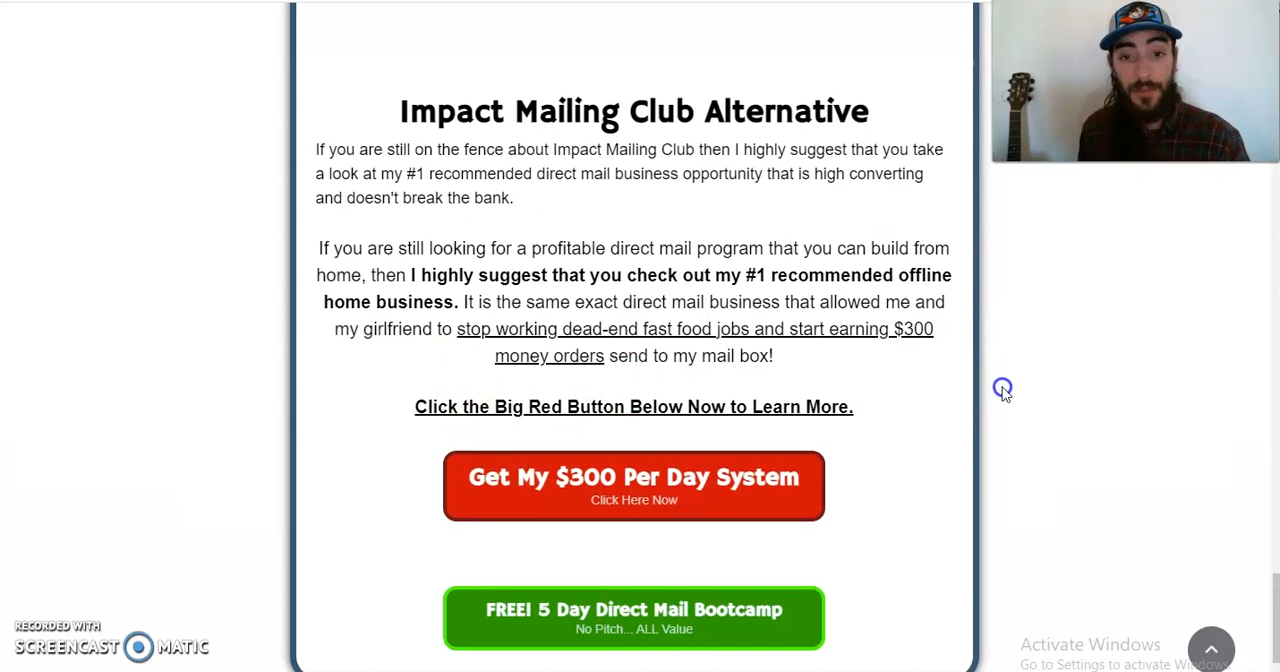 Impact Mailing Club Alternative
If you are still on the fence about Impact Mailing Club then I highly suggest that you take
a look at my #1 recommended direct mail business opportunity that is high converting
and doesn't break the bank.
If you are still looking for a profitable direct mail program that you can build from
home, then I highly suggest that you check out my #1 recommended offline
home business. It is the same exact direct mail business that allowed me and
my girlfriend to stop working dead-end fast food jobs and start earning $300
money orders send to my mail box!
Click the Big Red Button Below Now to Learn More.
Get My $300 Per Day System
Click Here Now
FREE! 5 Day Direct Mail Bootcamp
No Pitch... ALL Value
RECORDED WITH
SCREENCAST MATIC
Activate Windows
Go to Settings to activate Windows.